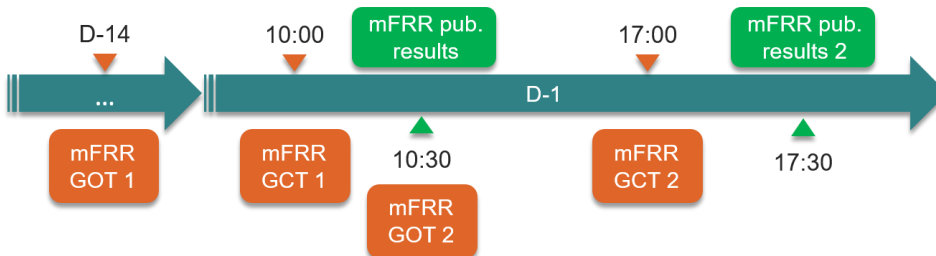 D-14
10:00
mFRR pub.
results
17:00
mFRR pub.
results 2
...
D-1
mFRR
GOT 1
mFRR
GCT 1
10:30
mFRR
GOT 2
mFRR
GCT 2
17:30